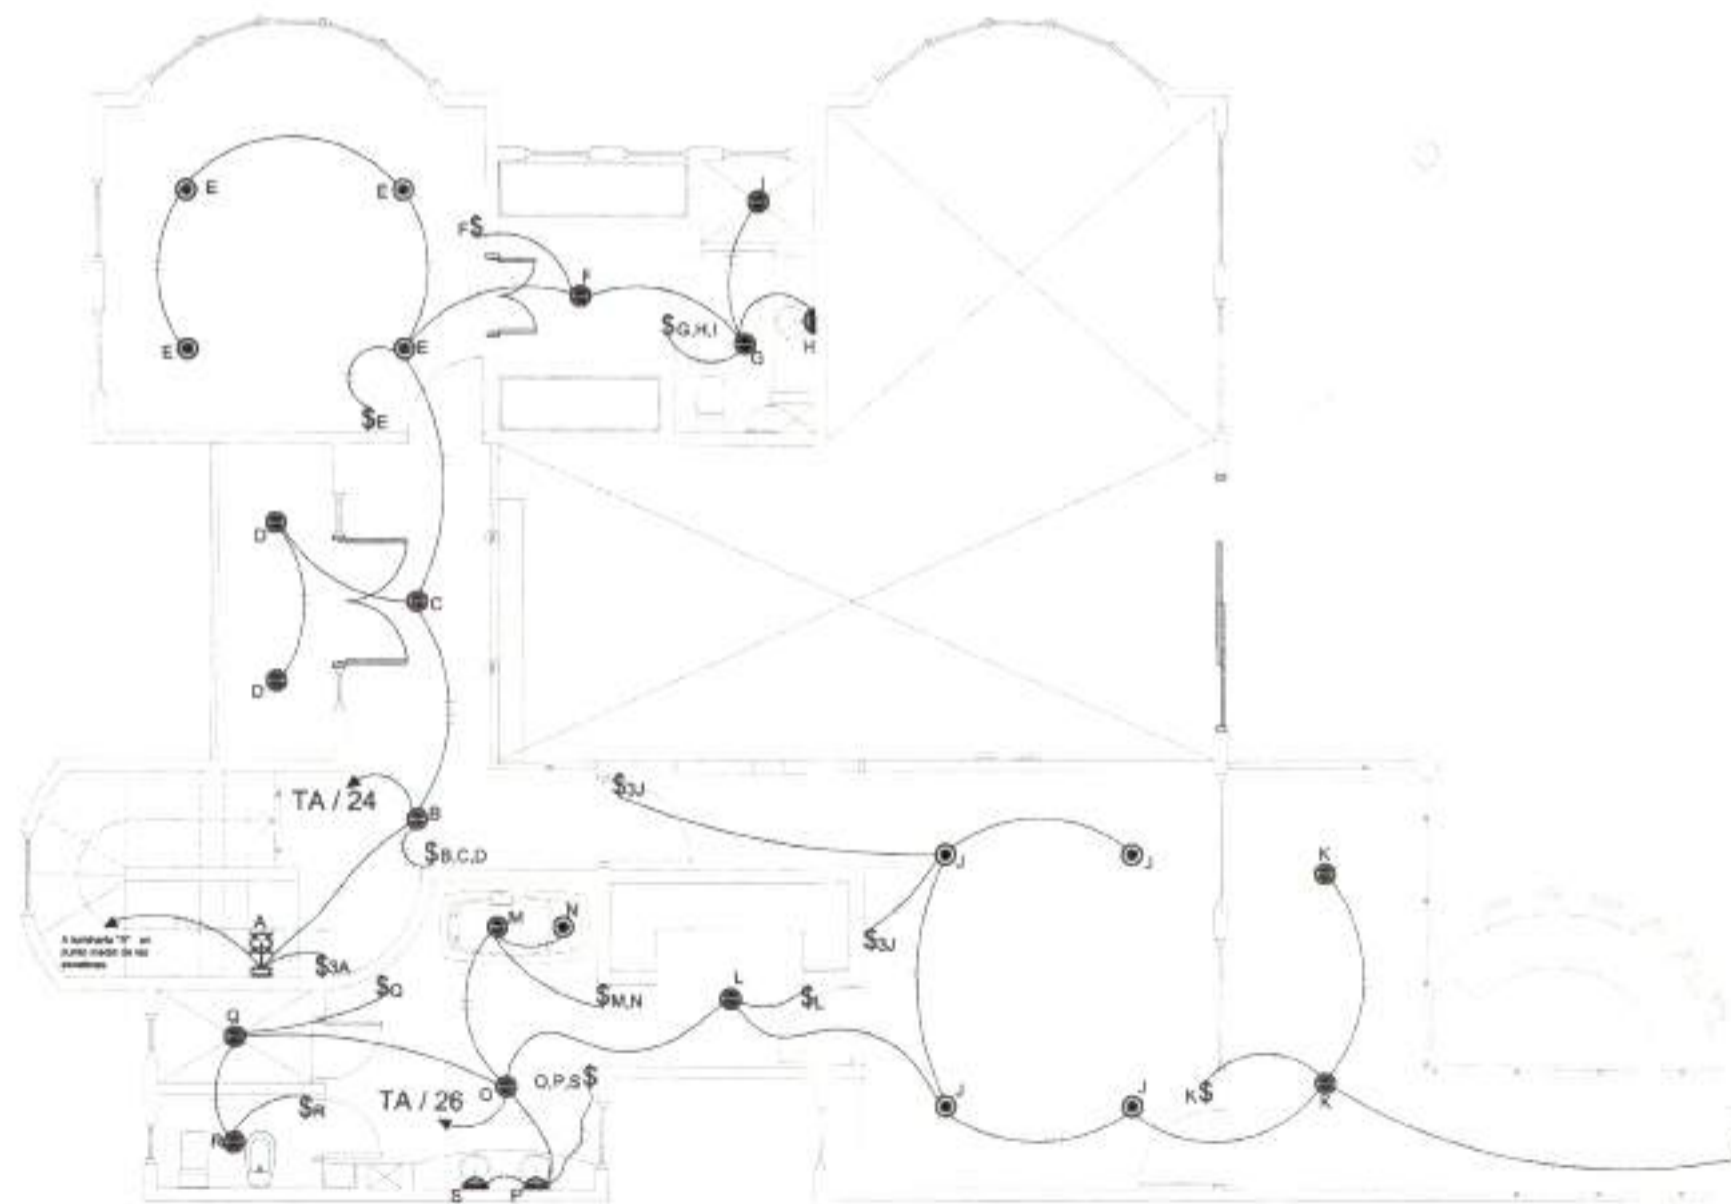 E
E
I
F$
F
E
E
$G,H,I
G
H
$E
D
C
D
TA / 24
B
$B,C,D
$3J
J
J
K
A
M
N
$3J
$3A
$Q
$M,N
L
$L
Q
O
O,P,S$
TA / 26
J
J
K$
K
$R
R
S
P